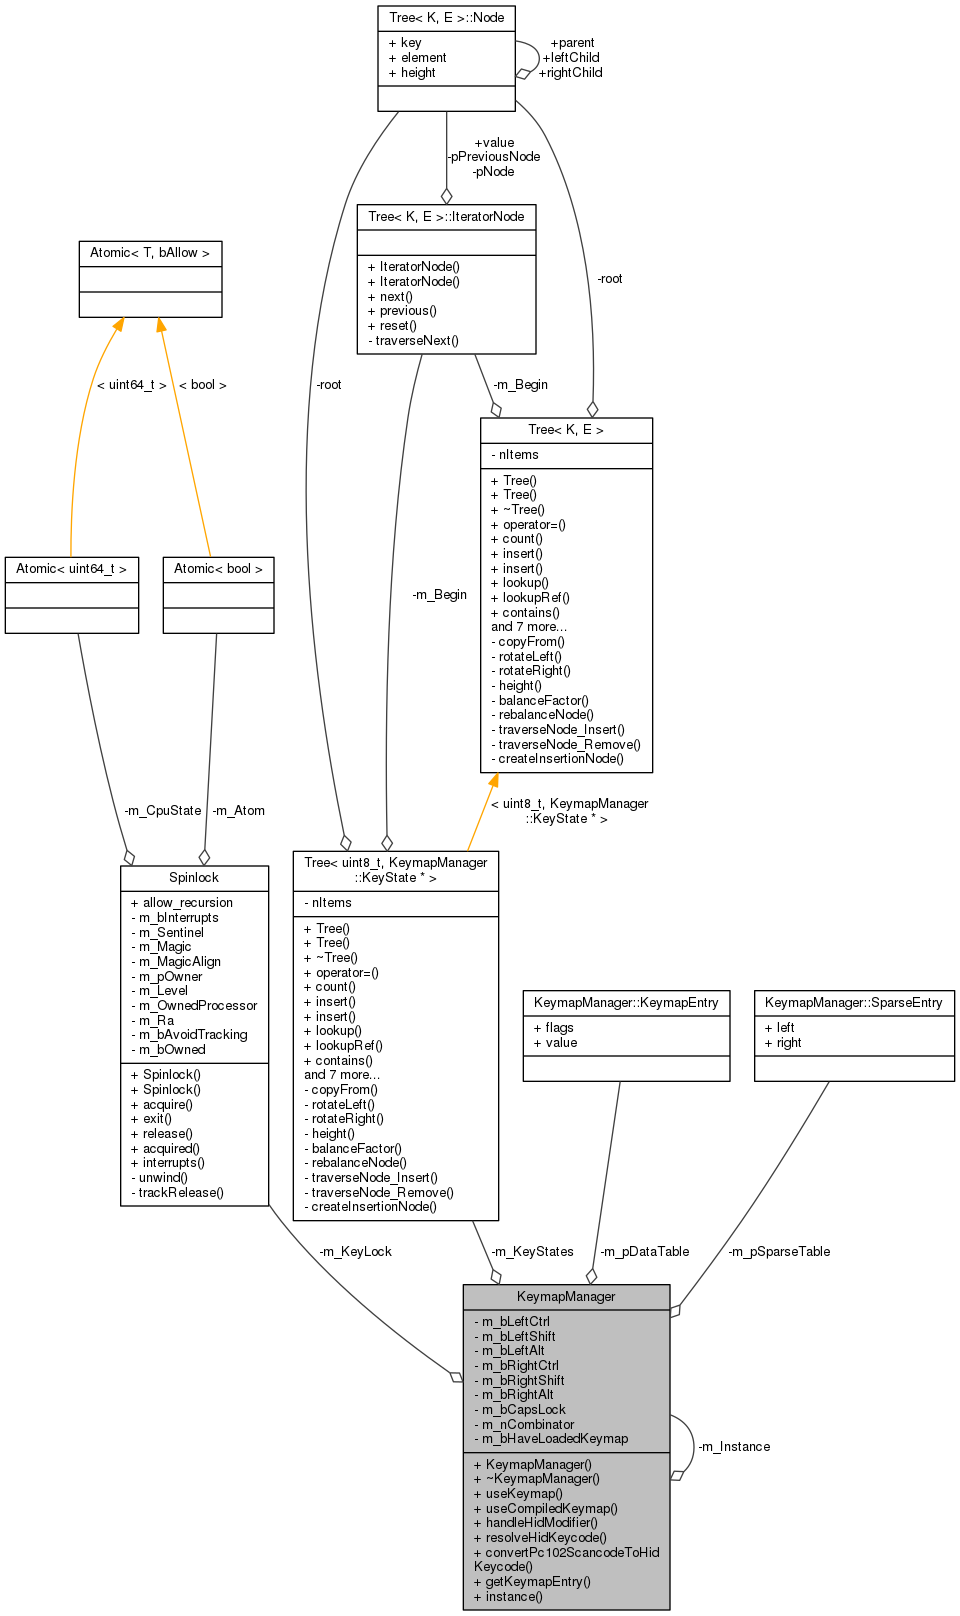 Tree< K, E >::Node
+ key
+ element
+ height
+parent
+leftChild
+rightChild
+value
-pPreviousNode
-pNode
Tree< K, E >::IteratorNode
+ IteratorNode()
+ IteratorNode()
+ next()
+ previous()
+ reset()
- traverseNext()
Atomic< T, bAllow >
-root
-root
< uint64_t >
< bool >
-m_Begin
Tree< K, E >
- nItems
+ Tree()
+ Tree()
+ ~Tree()
+ operator=()
+ count()
+ insert()
+ insert()
+ lookup()
+ lookupRef()
+ contains()
and 7 more...
- copyFrom()
- rotateLeft()
- rotateRight()
- height()
- balanceFactor()
- rebalanceNode()
- traverseNode_Insert()
- traverseNode_Remove()
- createInsertionNode()
Atomic< uint64_t >
Atomic< bool >
-m_Begin
-m_CpuState
-m_Atom
< uint8_t, KeymapManager
::KeyState * >
Spinlock
+ allow_recursion
- m_bInterrupts
- m_Sentinel
- m_Magic
- m_MagicAlign
- m_pOwner
- m_Level
- m_OwnedProcessor
- m_Ra
- m_bAvoidTracking
- m_bOwned
+ Spinlock()
+ Spinlock()
+ acquire()
+ exit()
+ release()
+ acquired()
+ interrupts()
- unwind()
- trackRelease()
Tree< uint8_t, KeymapManager
::KeyState * >
- nItems
+ Tree()
+ Tree()
+ ~Tree()
+ operator=()
+ count()
+ insert()
+ insert()
+ lookup()
+ lookupRef()
+ contains()
and 7 more...
- copyFrom()
- rotateLeft()
- rotateRight()
- height()
- balanceFactor()
- rebalanceNode()
- traverseNode_Insert()
- traverseNode_Remove()
- createInsertionNode()
KeymapManager::KeymapEntry
+ flags
+ value
KeymapManager::SparseEntry
+ left
+ right
-m_KeyLock
-m_KeyStates
-m_pDataTable
-m_pSparseTable
KeymapManager
- m_bLeftCtrl
- m_bLeftShift
- m_bLeftAlt
- m_bRightCtrl
- m_bRightShift
- m_bRightAlt
- m_bCapsLock
- m_nCombinator
- m_bHaveLoadedKeymap
+ KeymapManager()
+ ~KeymapManager()
+ useKeymap()
+ useCompiledKeymap()
+ handleHidModifier()
+ resolveHidKeycode()
+ convertPc102ScancodeToHid
Keycode()
+ getKeymapEntry()
+ instance()
-m_Instance